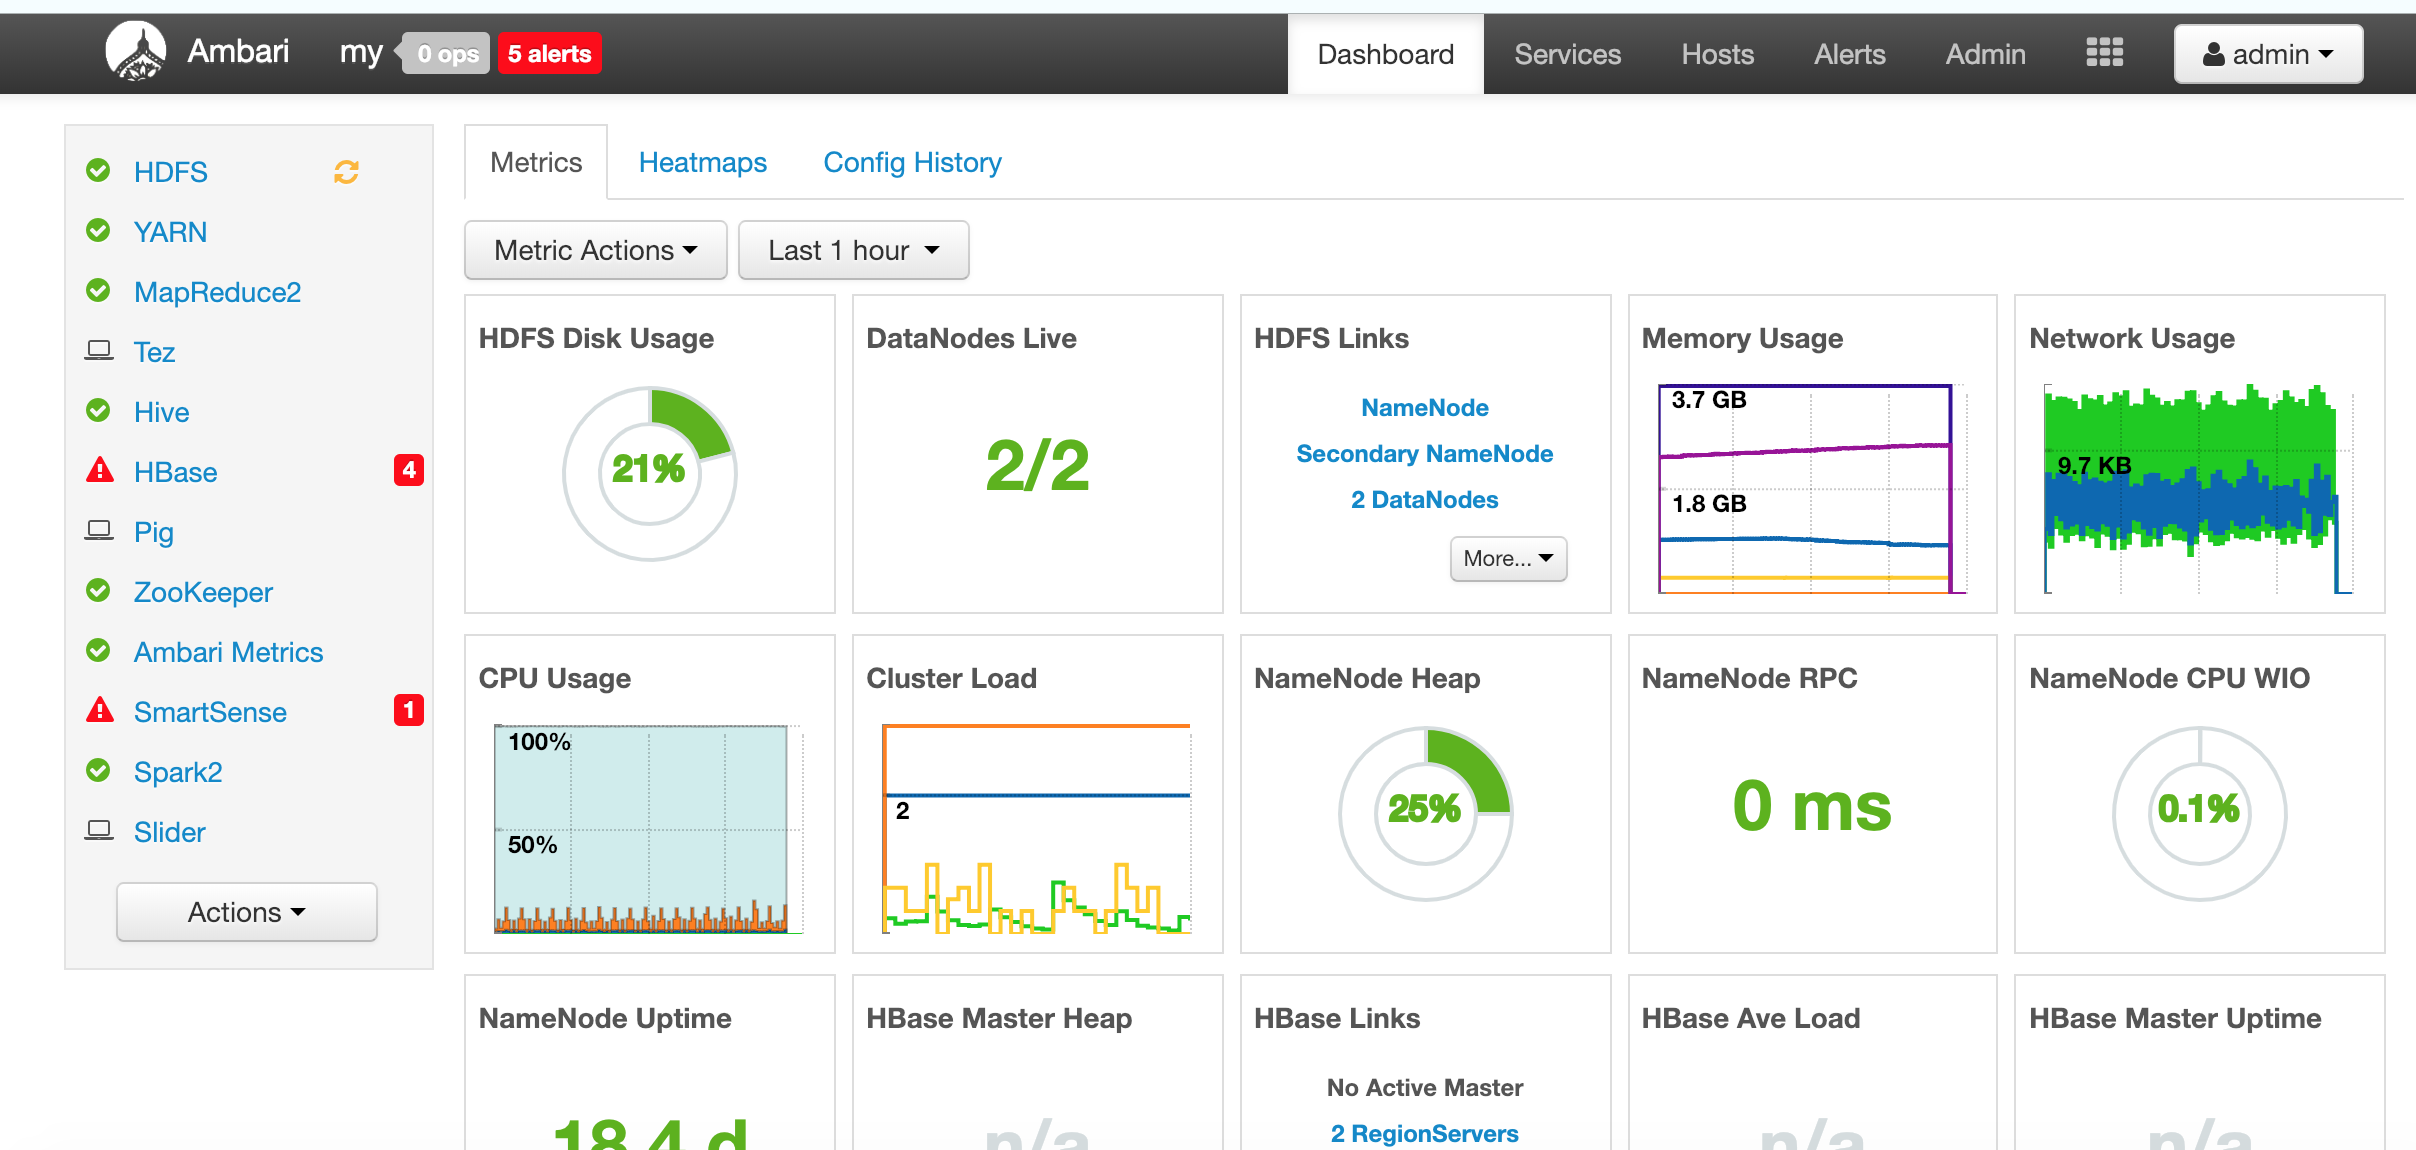 Ambari my 0 ops 5 alerts Dashboard Services Hosts Alerts Admin admin
HDFS
YARN
MapReduce2
Tez
Hive
HBase 4
Pig
ZooKeeper
Ambari Metrics
SmartSense 1
Spark2
Slider
Actions
Metrics Heatmaps Config History
Metric Actions Last 1 hour
HDFS Disk Usage
21%
DataNodes Live
2/2
HDFS Links
NameNode
Secondary NameNode
2 DataNodes
More...
Memory Usage
3.7 GB
1.8 GB
Network Usage
9.7 KB
CPU Usage
100%
50%
Cluster Load
2
NameNode Heap
25%
NameNode RPC
0 ms
NameNode CPU WIO
0.1%
NameNode Uptime
18.4 d
HBase Master Heap
n/a
HBase Links
No Active Master
2 RegionServers
HBase Ave Load
n/a
HBase Master Uptime
n/a